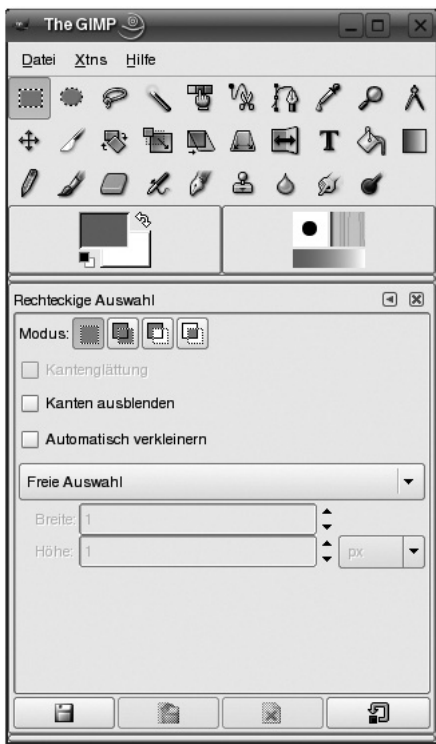 The GIMP
Datei Xtns Hilfe
Rechteckige Auswahl
Modus:
Kantenglättung
Kanten ausblenden
Automatisch verkleinern
Freie Auswahl
Breite: 1
Höhe: 1 px